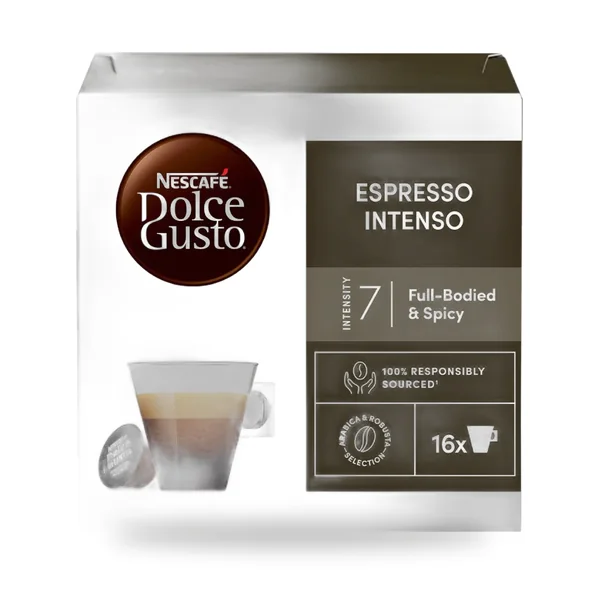 NESCAFÉ
Dolce
Gusto
ESPRESSO
INTENSO
INTENSITY
7
Full-Bodied
& Spicy
100% RESPONSIBLY
SOURCED¹
ARABICA & ROBUSTA
SELECTION
16x